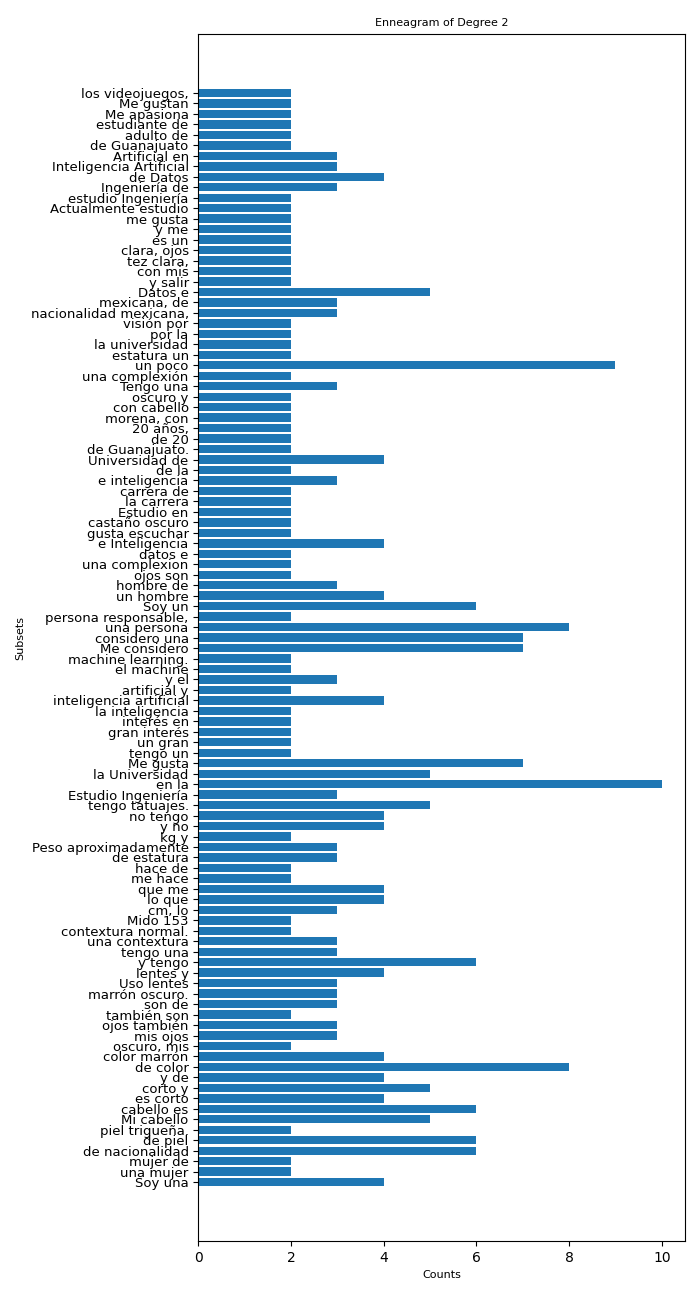 Enneagram of Degree 2
los videojuegos,
Me gustan
Me apasiona
estudiante de
adulto de
de Guanajuato
Artificial en
Inteligencia Artificial
de Datos
Ingeniería de
estudio Ingeniería
Actualmente estudio
me gusta
y me
es un
clara, ojos
tez clara,
con mis
y salir
Datos e
mexicana, de
nacionalidad mexicana,
visión por
por la
la universidad
estatura un
un poco
una complexión
Tengo una
oscuro y
con cabello
morena, con
20 años,
de 20
de Guanajuato.
Universidad de
de la
e inteligencia
carrera de
la carrera
Estudio en
castaño oscuro
gusta escuchar
e Inteligencia
datos e
una complexion
ojos son
hombre de
un hombre
Soy un
persona responsable,
una persona
considero una
Me considero
machine learning.
el machine
y el
artificial y
inteligencia artificial
la inteligencia
interés en
gran interés
un gran
tengo un
Me gusta
la Universidad
en la
Estudio Ingeniería
tengo tatuajes.
no tengo
y no
kg y
Peso aproximadamente
de estatura
hace de
me hace
que me
lo que
cm, lo
Mido 153
contextura normal.
una contextura
tengo una
y tengo
lentes y
Uso lentes
marrón oscuro.
son de
también son
ojos también
mis ojos
oscuro, mis
color marrón
de color
y de
corto y
es corto
cabello es
Mi cabello
piel trigueña,
de piel
de nacionalidad
mujer de
una mujer
Soy una
Subsets
0 2 4 6 8 10
Counts